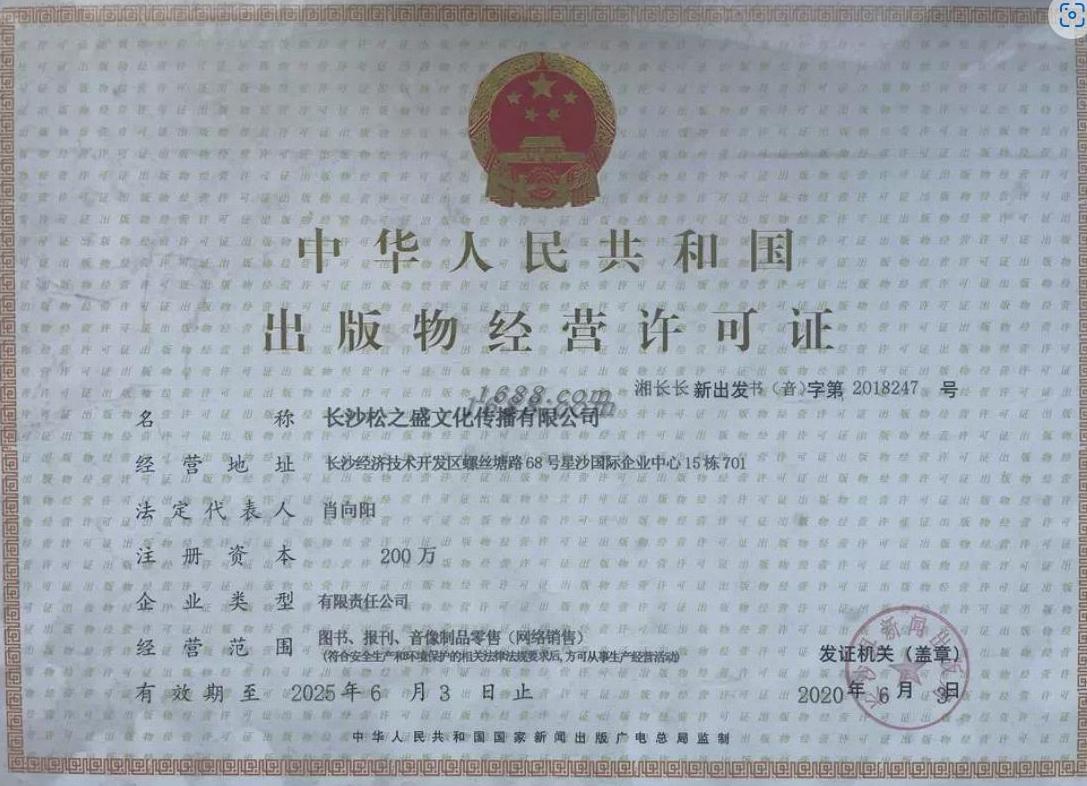 中华人民共和国
出版物经营许可证
湘长长 新出发书（音）字第 2018247 号
1688.com
名称 长沙松之盛文化传播有限公司
经营地址 长沙经济技术开发区螺丝塘路68号星沙国际企业中心15栋701
法定代表人 肖向阳
注册资本 200万
企业类型 有限责任公司
经营范围 图书、报刊、音像制品零售（网络销售）
（符合安全生产和环境保护的相关法律法规要求后，方可从事生产经营活动）
发证机关（盖章）
有效期至 2025年6月3日止
2020年6月3日
中华人民共和国国家新闻出版广电总局监制